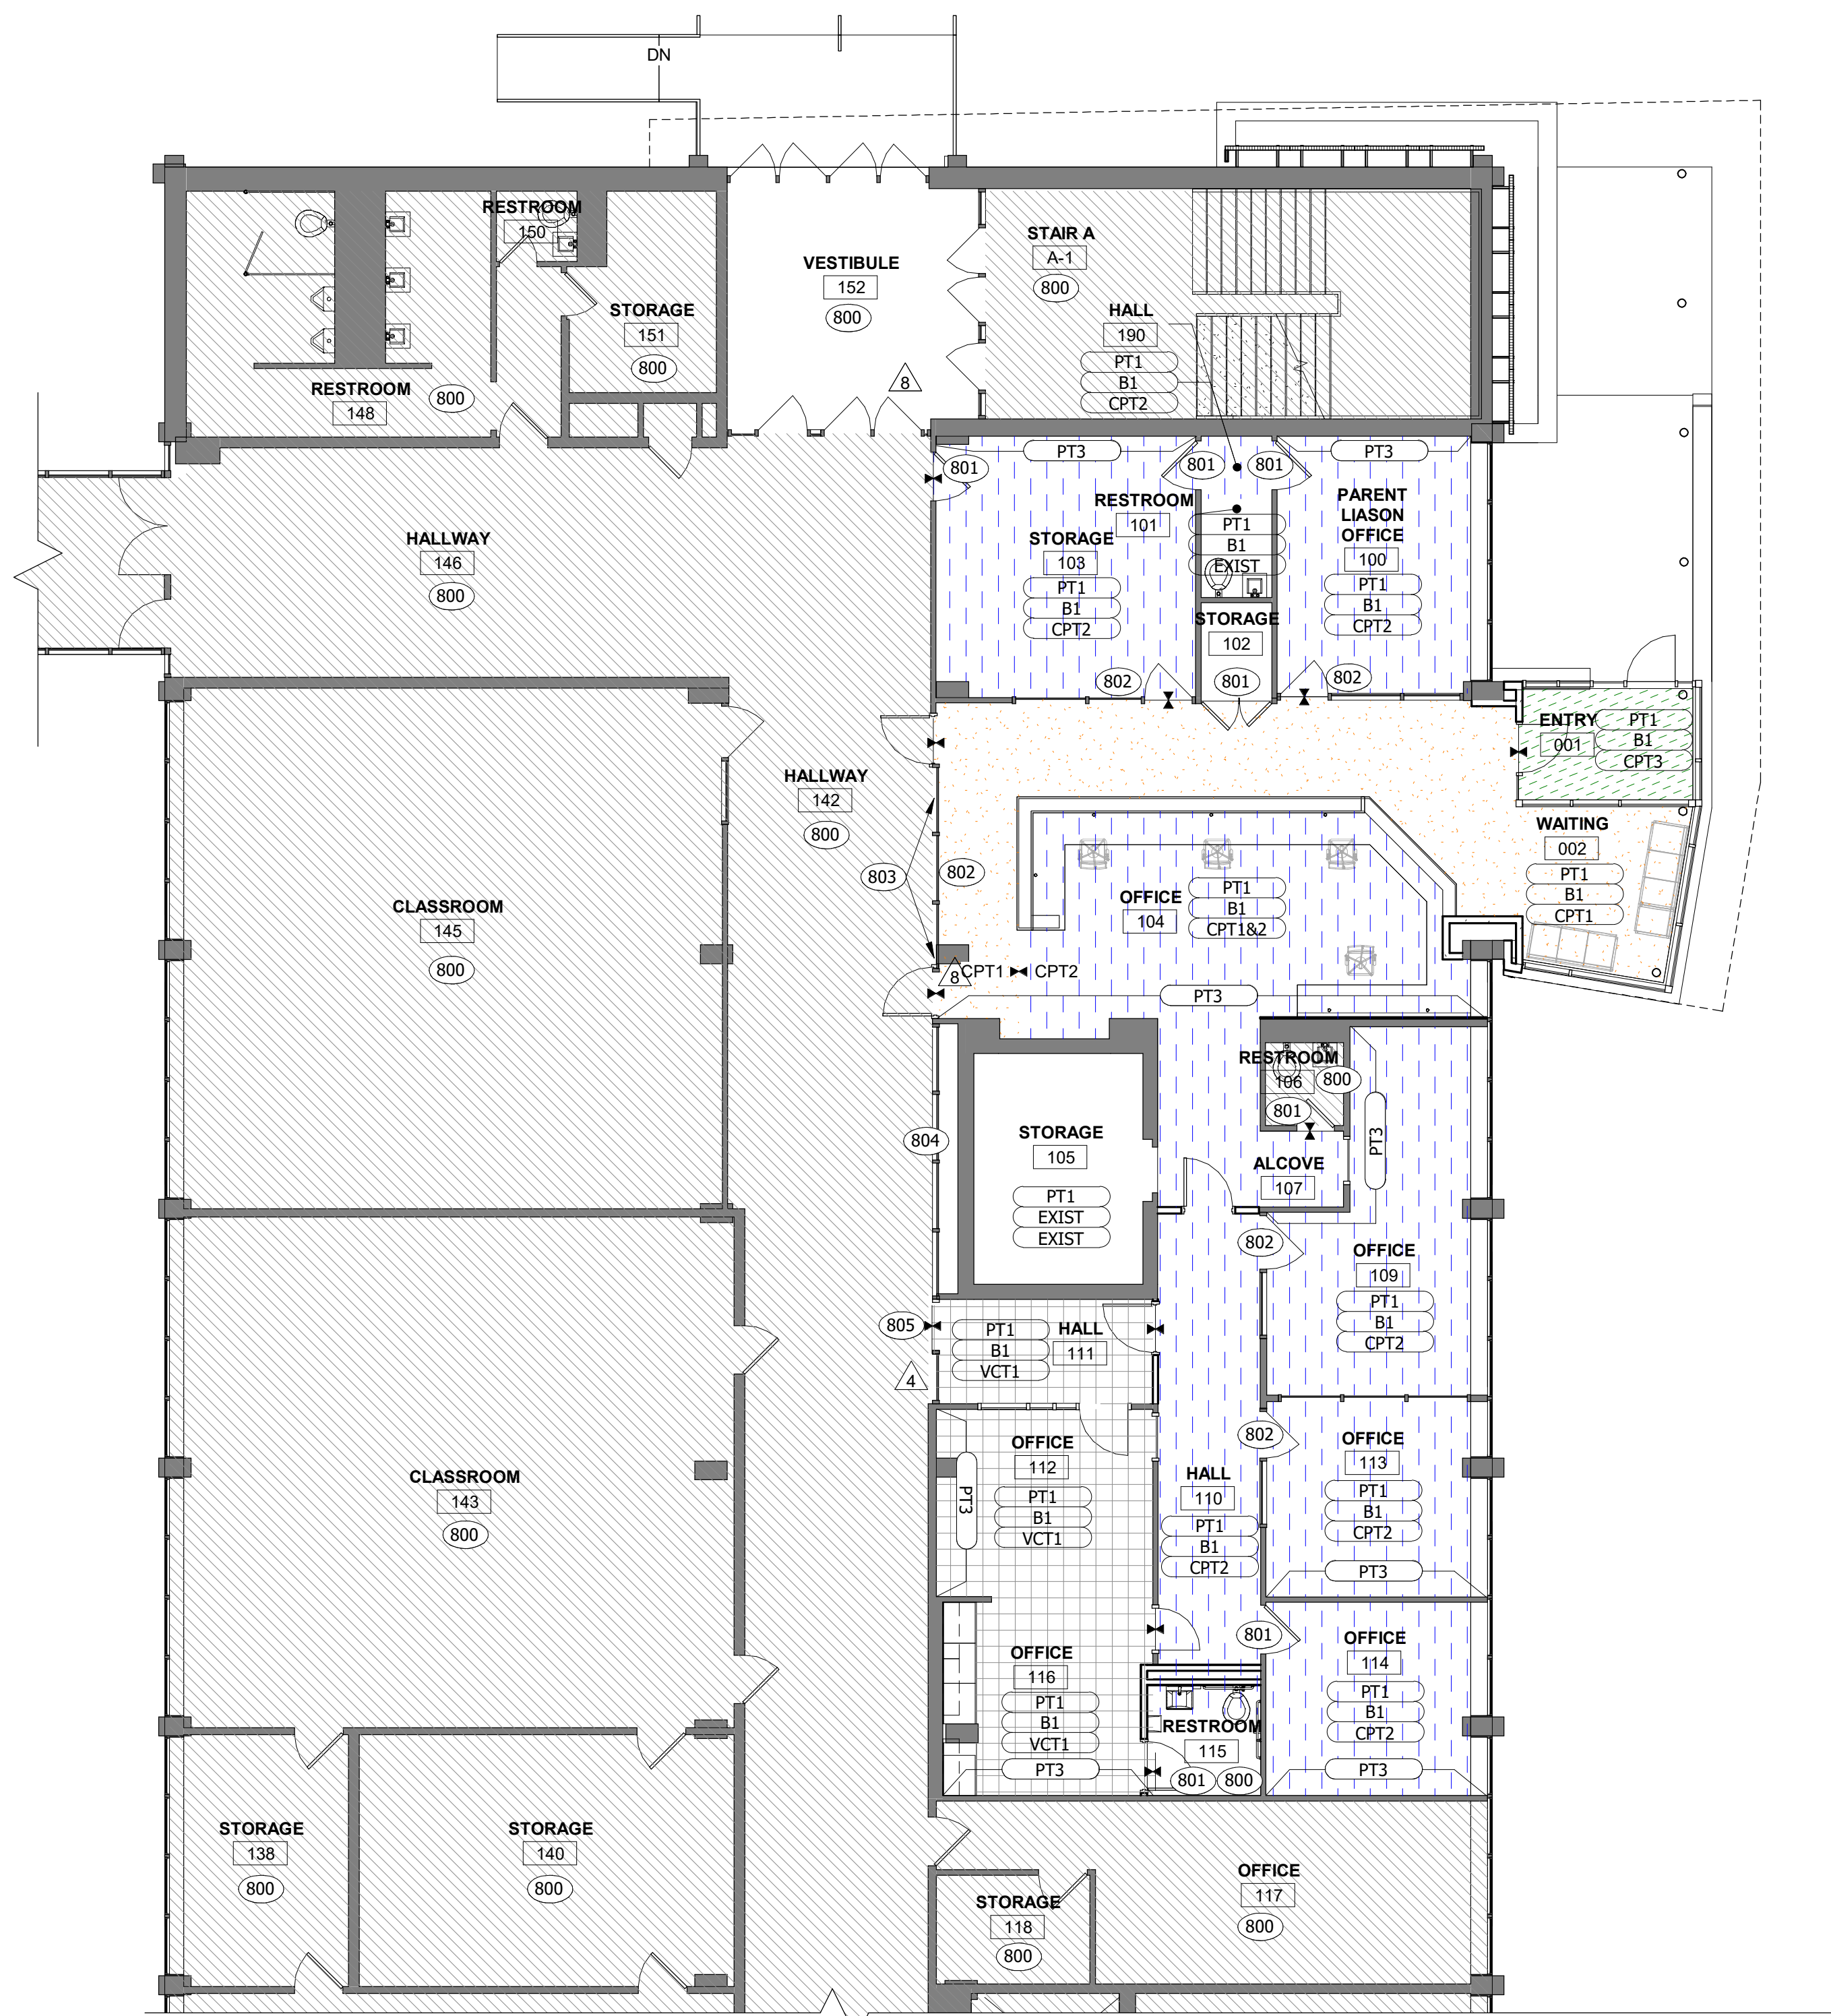 DN
RESTROOM
150
STORAGE
151
800
RESTROOM
148
800
VESTIBULE
152
800
8
STAIR A
A-1
800
HALL
190
PT1
B1
CPT2
HALLWAY
146
800
801
PT3
801
801
PT3
RESTROOM
101
PT1
B1
EXIST
STORAGE
103
PT1
B1
CPT2
PARENT
LIASON
OFFICE
100
PT1
B1
CPT2
STORAGE
102
802
801
802
ENTRY
001
PT1
B1
CPT3
HALLWAY
142
800
803
802
WAITING
002
PT1
B1
CPT1
CLASSROOM
145
800
OFFICE
104
PT1
B1
CPT1&2
8
CPT1
CPT2
PT3
RESTROOM
106
800
801
PT3
804
STORAGE
105
PT1
EXIST
EXIST
ALCOVE
107
802
OFFICE
109
PT1
B1
CPT2
805
PT1
B1
VCT1
HALL
111
4
CLASSROOM
143
800
OFFICE
112
PT1
B1
VCT1
PT3
802
HALL
110
PT1
B1
CPT2
OFFICE
113
PT1
B1
CPT2
PT3
801
OFFICE
116
PT1
B1
VCT1
PT3
OFFICE
114
PT1
B1
CPT2
PT3
RESTROOM
115
801
800
STORAGE
138
800
STORAGE
140
800
OFFICE
117
800
STORAGE
118
800